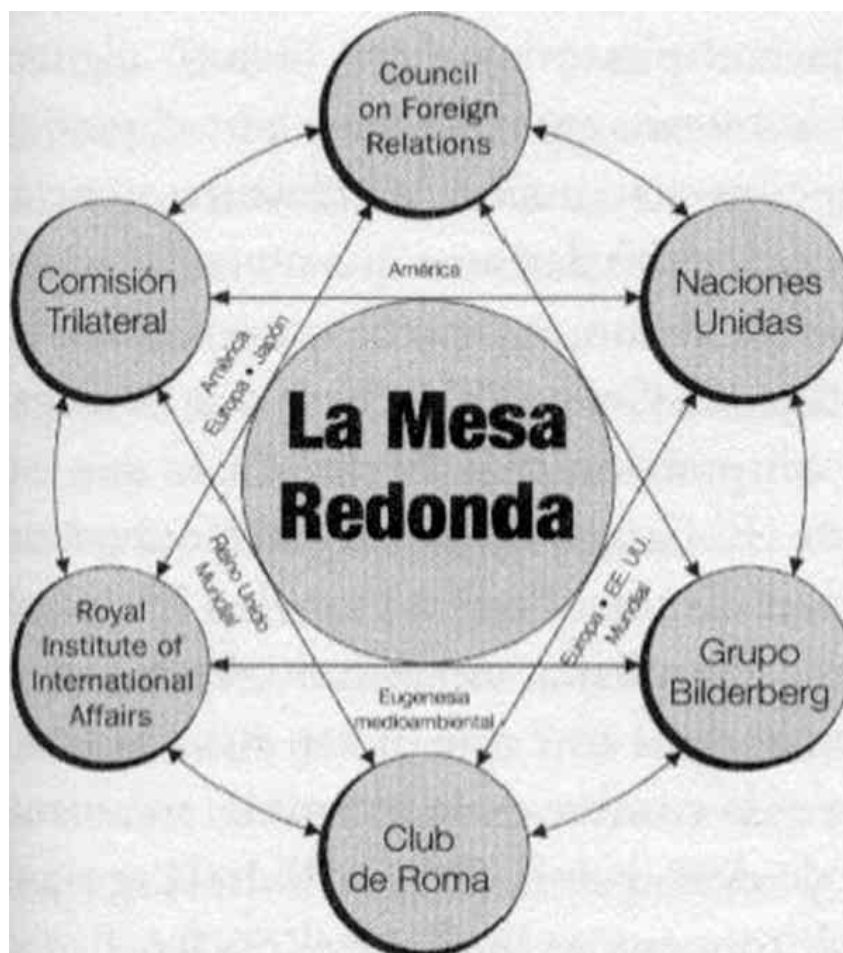 Council
on Foreign
Relations
Comisión
Trilateral
América
Naciones
Unidas
América
Europa • Japón
La Mesa
Redonda
Reino Unido
Mundial
Europa • EE. UU.
Mundial
Royal
Institute of
International
Affairs
Grupo
Bilderberg
Eugenesia
medioambiental
Club
de Roma